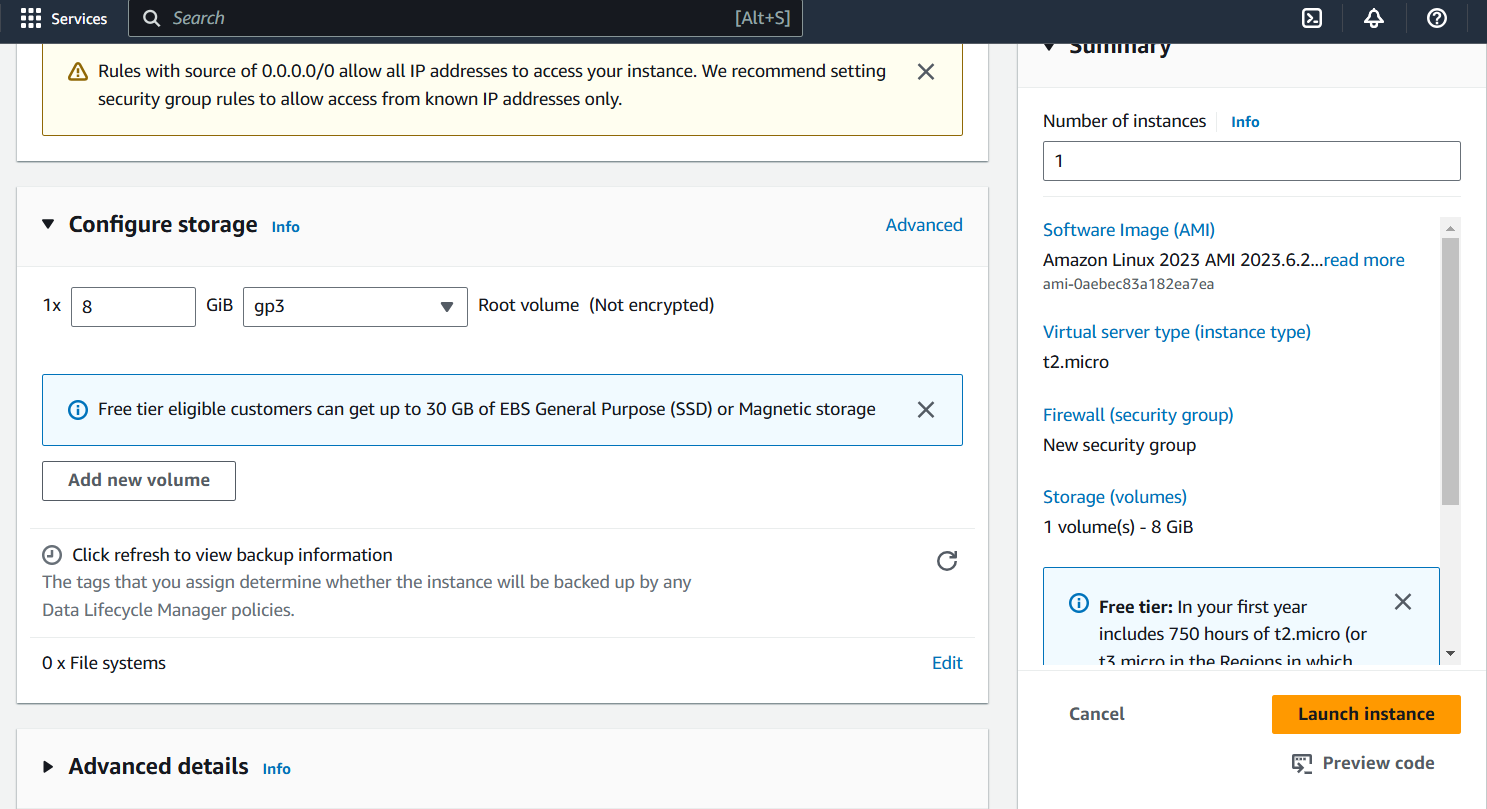 Services
Search
[Alt+S]
Rules with source of 0.0.0.0/0 allow all IP addresses to access your instance. We recommend setting
security group rules to allow access from known IP addresses only.
Configure storage Info
Advanced
1x 8 GiB gp3 Root volume (Not encrypted)
Free tier eligible customers can get up to 30 GB of EBS General Purpose (SSD) or Magnetic storage
Add new volume
Click refresh to view backup information
The tags that you assign determine whether the instance will be backed up by any
Data Lifecycle Manager policies.
0 x File systems
Edit
Advanced details Info
Summary
Number of instances Info
1
Software Image (AMI)
Amazon Linux 2023 AMI 2023.6.2...read more
ami-0aebec83a182ea7ea
Virtual server type (instance type)
t2.micro
Firewall (security group)
New security group
Storage (volumes)
1 volume(s) - 8 GiB
Free tier: In your first year
includes 750 hours of t2.micro (or
t3.micro in the Regions in which
Cancel
Launch instance
Preview code